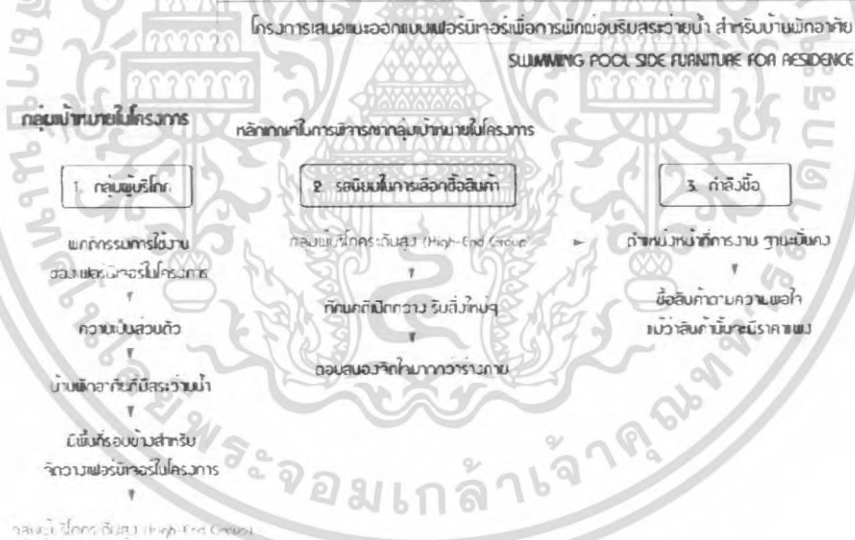 โครงการเสนอแนะออกแบบเฟอร์นิเจอร์เพื่อการพักผ่อนริมสระว่ายน้ำ สำหรับบ้านพักอาศัย
SWIMMING POOL SIDE FURNITURE FOR RESIDENCE
กลุ่มเป้าหมายในโครงการ
หลักเกณฑ์ในการพิจารณากลุ่มเป้าหมายในโครงการ
1. กลุ่มผู้บริโภค
พฤติกรรมการใช้งาน
ของเฟอร์นิเจอร์ในโครงการ
ความเป็นส่วนตัว
บ้านพักอาศัยที่มีสระว่ายน้ำ
มีพื้นที่รอบข้างสำหรับ
จัดวางเฟอร์นิเจอร์ในโครงการ
กลุ่มผู้บริโภคระดับสูง (High-End Group)
2. รสนิยมในการเลือกซื้อสินค้า
กลุ่มผู้บริโภคระดับสูง (High-End Group)
ทัศนคติเปิดกว้าง รับสิ่งใหม่ๆ
ตอบสนองจิตใจมากกว่าร่างกาย
3. กำลังซื้อ
ตำแหน่งหน้าที่การงาน ฐานะมั่นคง
ซื้อสินค้าตามความพอใจ
แม้ว่าสินค้านั้นจะมีราคาแพง